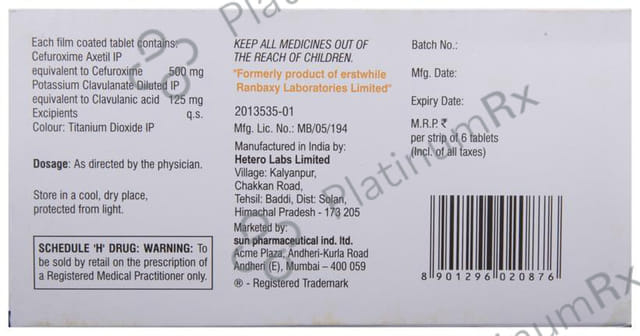 Each film coated tablet contains:
Cefuroxime Axetil IP
equivalent to Cefuroxime 500 mg
Potassium Clavulanate Diluted IP
equivalent to Clavulanic acid 125 mg
Excipients q.s.
Colour: Titanium Dioxide IP
Dosage: As directed by the physician.
Store in a cool, dry place,
protected from light.
SCHEDULE 'H' DRUG: WARNING: To
be sold by retail on the prescription of
a Registered Medical Practitioner only.
KEEP ALL MEDICINES OUT OF
THE REACH OF CHILDREN.
"Formerly product of erstwhile
Ranbaxy Laboratories Limited"
2013535-01
Mfg. Lic. No.: MB/05/194
Manufactured in India by:
Hetero Labs Limited
Village: Kalyanpur,
Chakkan Road,
Tehsil: Baddi, Dist: Solan,
Himachal Pradesh - 173 205
Marketed by:
sun pharmaceutical ind. ltd.
Acme Plaza, Andheri-Kurla Road
Andheri (E), Mumbai – 400 059
® - Registered Trademark
Batch No.:
Mfg. Date:
Expiry Date:
M.R.P. ₹
per strip of 6 tablets
(Incl. of all taxes)
8 901296 020876
PlatinumRx
PlatinumRx
PlatinumRx